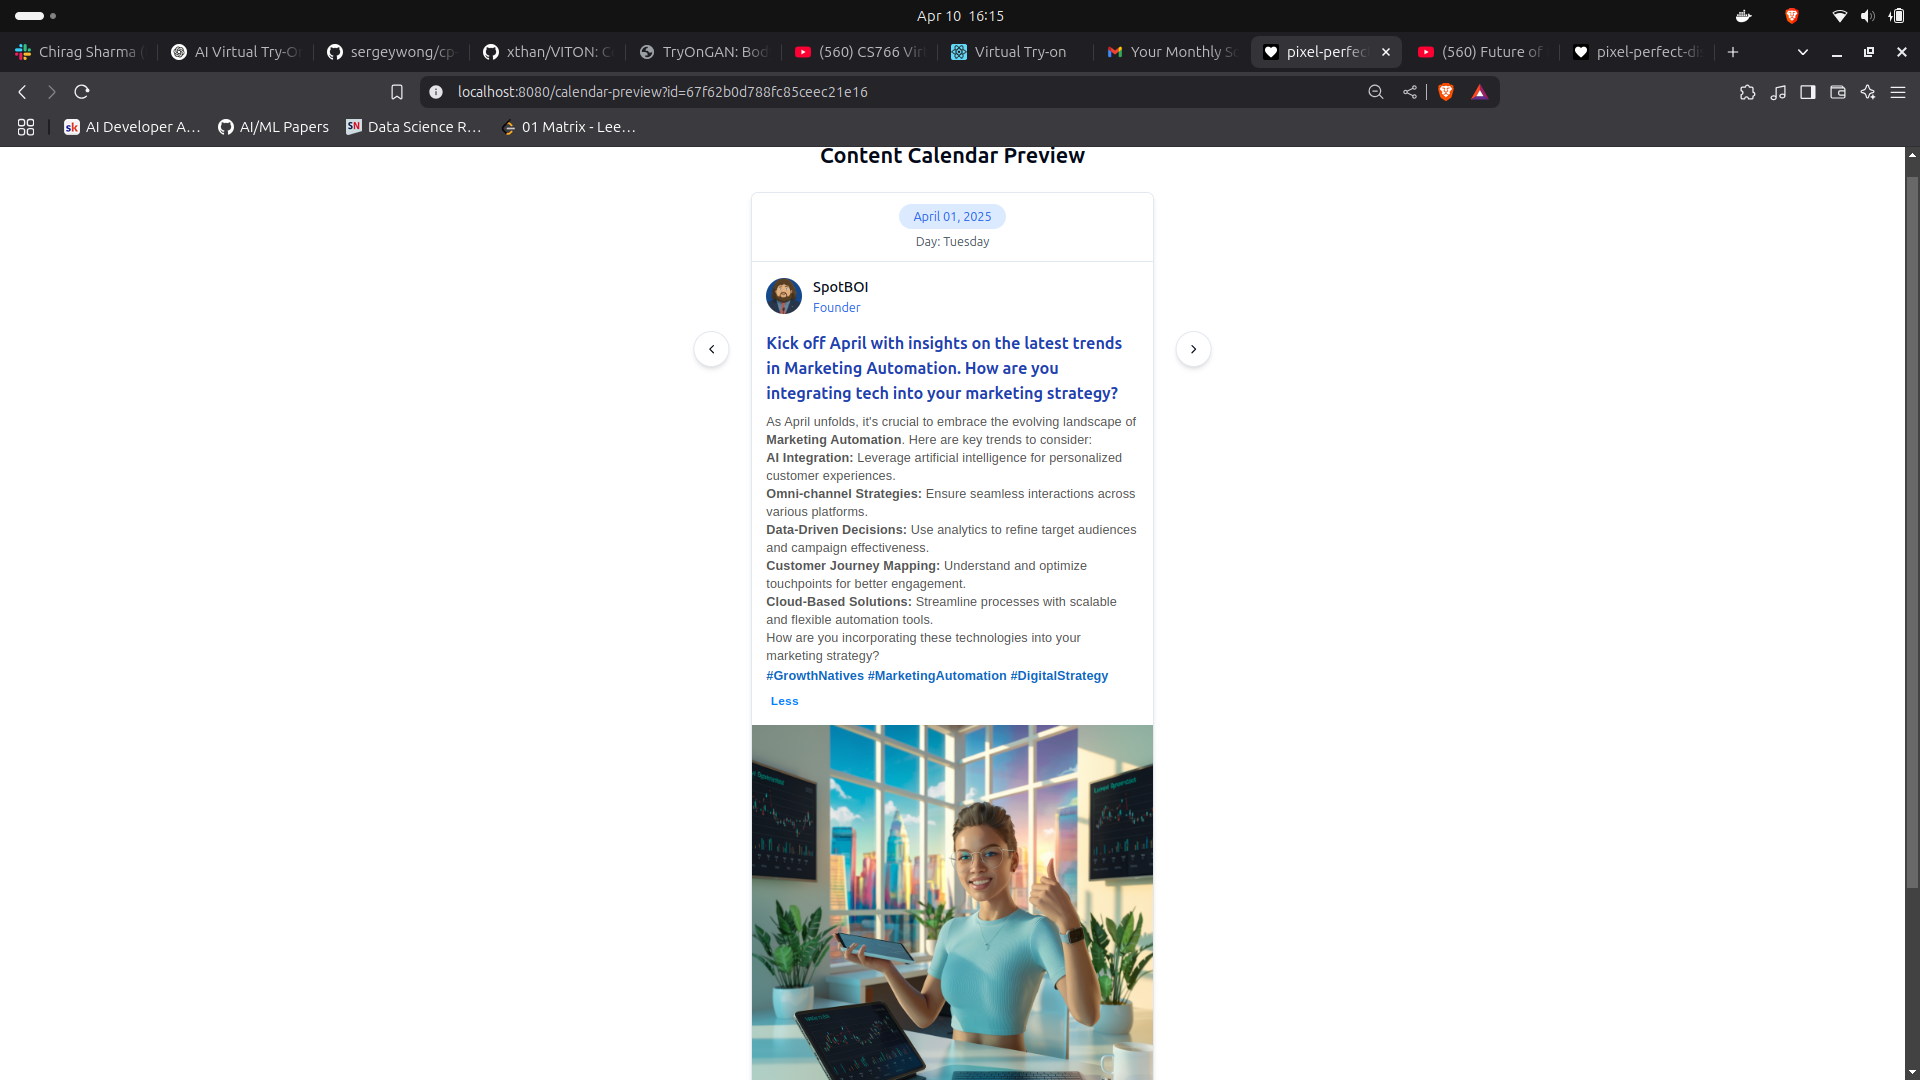 Apr 10 16:15
Chirag Sharma (
AI Virtual Try-O
sergeywong/cp-
xthan/VITON: C
TryOnGAN: Bod
(560) CS766 Vir
Virtual Try-on
Your Monthly Sc
pixel-perfec
(560) Future of
pixel-perfect-di
localhost:8080/calendar-preview?id=67f62b0d788fc85ceec21e16
sk AI Developer A...
AI/ML Papers
SN Data Science R...
01 Matrix - Lee...
Content Calendar Preview
April 01, 2025
Day: Tuesday
SpotBOI
Founder
Kick off April with insights on the latest trends
in Marketing Automation. How are you
integrating tech into your marketing strategy?
As April unfolds, it's crucial to embrace the evolving landscape of
Marketing Automation. Here are key trends to consider:
AI Integration: Leverage artificial intelligence for personalized
customer experiences.
Omni-channel Strategies: Ensure seamless interactions across
various platforms.
Data-Driven Decisions: Use analytics to refine target audiences
and campaign effectiveness.
Customer Journey Mapping: Understand and optimize
touchpoints for better engagement.
Cloud-Based Solutions: Streamline processes with scalable
and flexible automation tools.
How are you incorporating these technologies into your
marketing strategy?
#GrowthNatives #MarketingAutomation #DigitalStrategy
Less